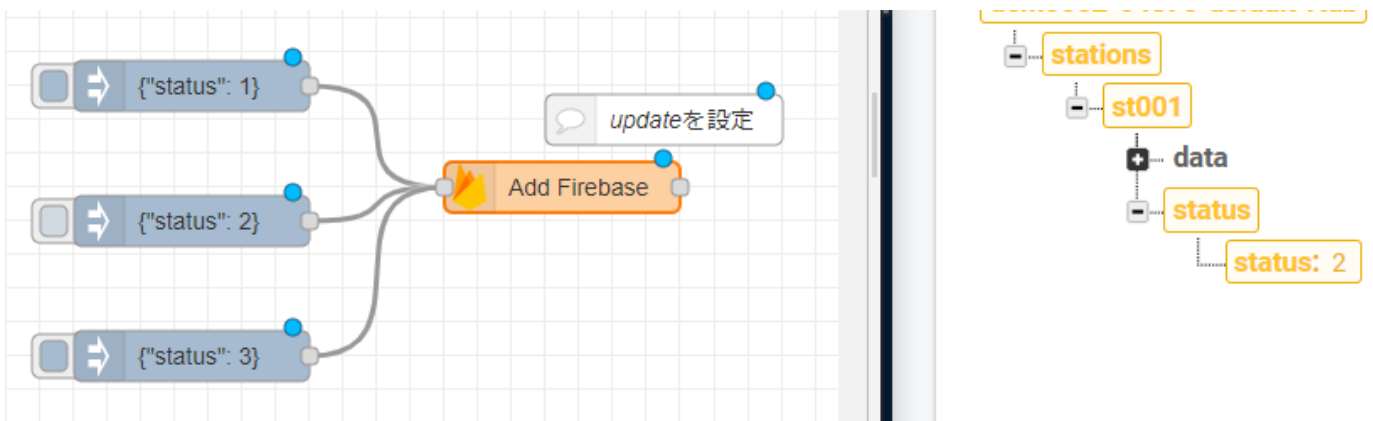 {"status": 1}
updateを設定
Add Firebase
{"status": 2}
{"status": 3}
stations
st001
data
status
status: 2